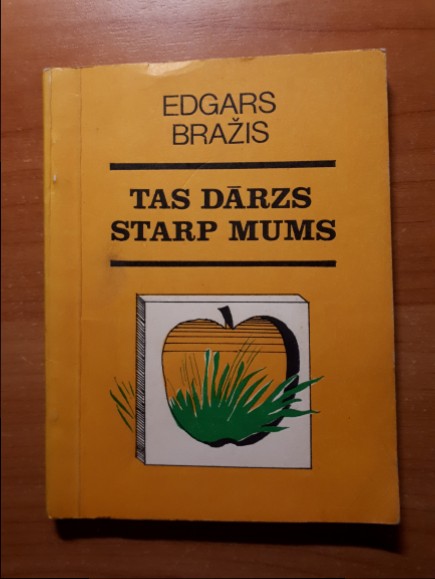 EDGARS
BRAŽIS
TAS DĀRZS
STARP MUMS